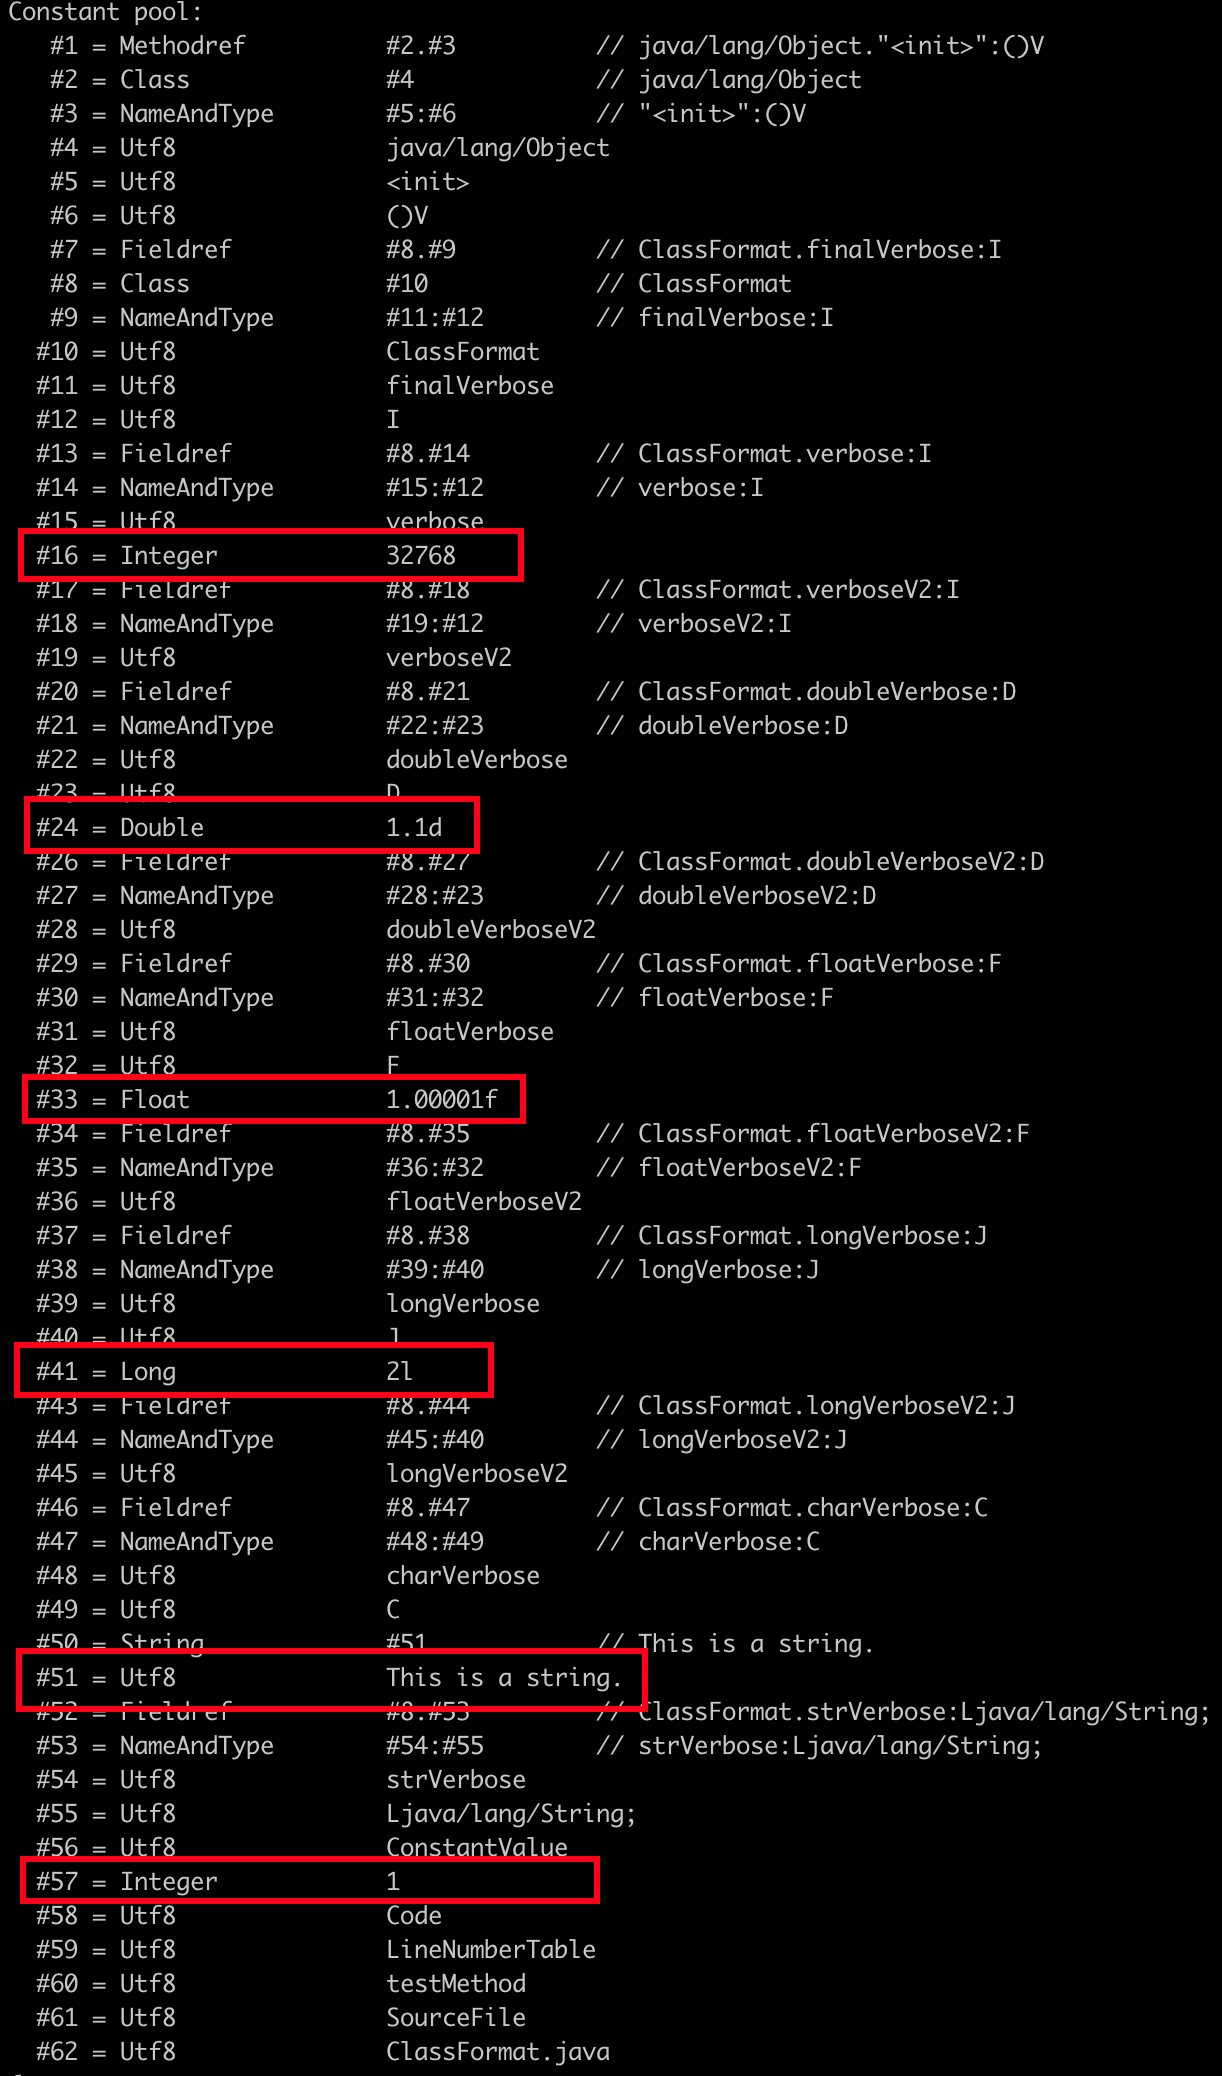 Constant pool:
#1 = Methodref #2.#3 // java/lang/Object."<init>":()V
#2 = Class #4 // java/lang/Object
#3 = NameAndType #5:#6 // "<init>":()V
#4 = Utf8 java/lang/Object
#5 = Utf8 <init>
#6 = Utf8 ()V
#7 = Fieldref #8.#9 // ClassFormat.finalVerbose:I
#8 = Class #10 // ClassFormat
#9 = NameAndType #11:#12 // finalVerbose:I
#10 = Utf8 ClassFormat
#11 = Utf8 finalVerbose
#12 = Utf8 I
#13 = Fieldref #8.#14 // ClassFormat.verbose:I
#14 = NameAndType #15:#12 // verbose:I
#15 = Utf8 verbose
#16 = Integer 32768
#17 = Fieldref #8.#18 // ClassFormat.verboseV2:I
#18 = NameAndType #19:#12 // verboseV2:I
#19 = Utf8 verboseV2
#20 = Fieldref #8.#21 // ClassFormat.doubleVerbose:D
#21 = NameAndType #22:#23 // doubleVerbose:D
#22 = Utf8 doubleVerbose
#23 = Utf8 D
#24 = Double 1.1d
#26 = Fieldref #8.#27 // ClassFormat.doubleVerboseV2:D
#27 = NameAndType #28:#23 // doubleVerboseV2:D
#28 = Utf8 doubleVerboseV2
#29 = Fieldref #8.#30 // ClassFormat.floatVerbose:F
#30 = NameAndType #31:#32 // floatVerbose:F
#31 = Utf8 floatVerbose
#32 = Utf8 F
#33 = Float 1.00001f
#34 = Fieldref #8.#35 // ClassFormat.floatVerboseV2:F
#35 = NameAndType #36:#32 // floatVerboseV2:F
#36 = Utf8 floatVerboseV2
#37 = Fieldref #8.#38 // ClassFormat.longVerbose:J
#38 = NameAndType #39:#40 // longVerbose:J
#39 = Utf8 longVerbose
#40 = Utf8 J
#41 = Long 2l
#43 = Fieldref #8.#44 // ClassFormat.longVerboseV2:J
#44 = NameAndType #45:#40 // longVerboseV2:J
#45 = Utf8 longVerboseV2
#46 = Fieldref #8.#47 // ClassFormat.charVerbose:C
#47 = NameAndType #48:#49 // charVerbose:C
#48 = Utf8 charVerbose
#49 = Utf8 C
#50 = String #51 // This is a string.
#51 = Utf8 This is a string.
#52 = Fieldref #8.#53 // ClassFormat.strVerbose:Ljava/lang/String;
#53 = NameAndType #54:#55 // strVerbose:Ljava/lang/String;
#54 = Utf8 strVerbose
#55 = Utf8 Ljava/lang/String;
#56 = Utf8 ConstantValue
#57 = Integer 1
#58 = Utf8 Code
#59 = Utf8 LineNumberTable
#60 = Utf8 testMethod
#61 = Utf8 SourceFile
#62 = Utf8 ClassFormat.java